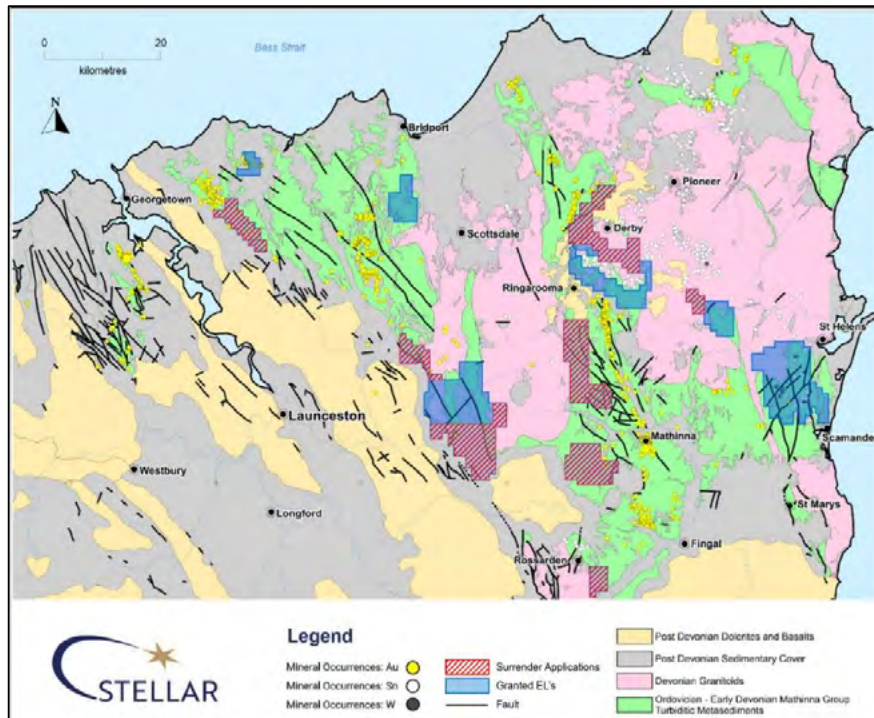 0 20
kilometres
Bass Strait
N
Bridport
Georgetown
Pioneer
Scottsdale
Derby
Ringarooma
St Helens
Launceston
Scamander
Mathinna
Westbury
Longford
St Marys
Fingal
Rossarden
STELLAR
Legend
Mineral Occurrences: Au
Mineral Occurrences: Sn
Mineral Occurrences: W
Surrender Applications
Granted EL's
Fault
Post Devonian Dolerites and Basalts
Post Devonian Sedimentary Cover
Devonian Granitoids
Ordovician - Early Devonian Mathinna Group
Turbiditic Metasediments